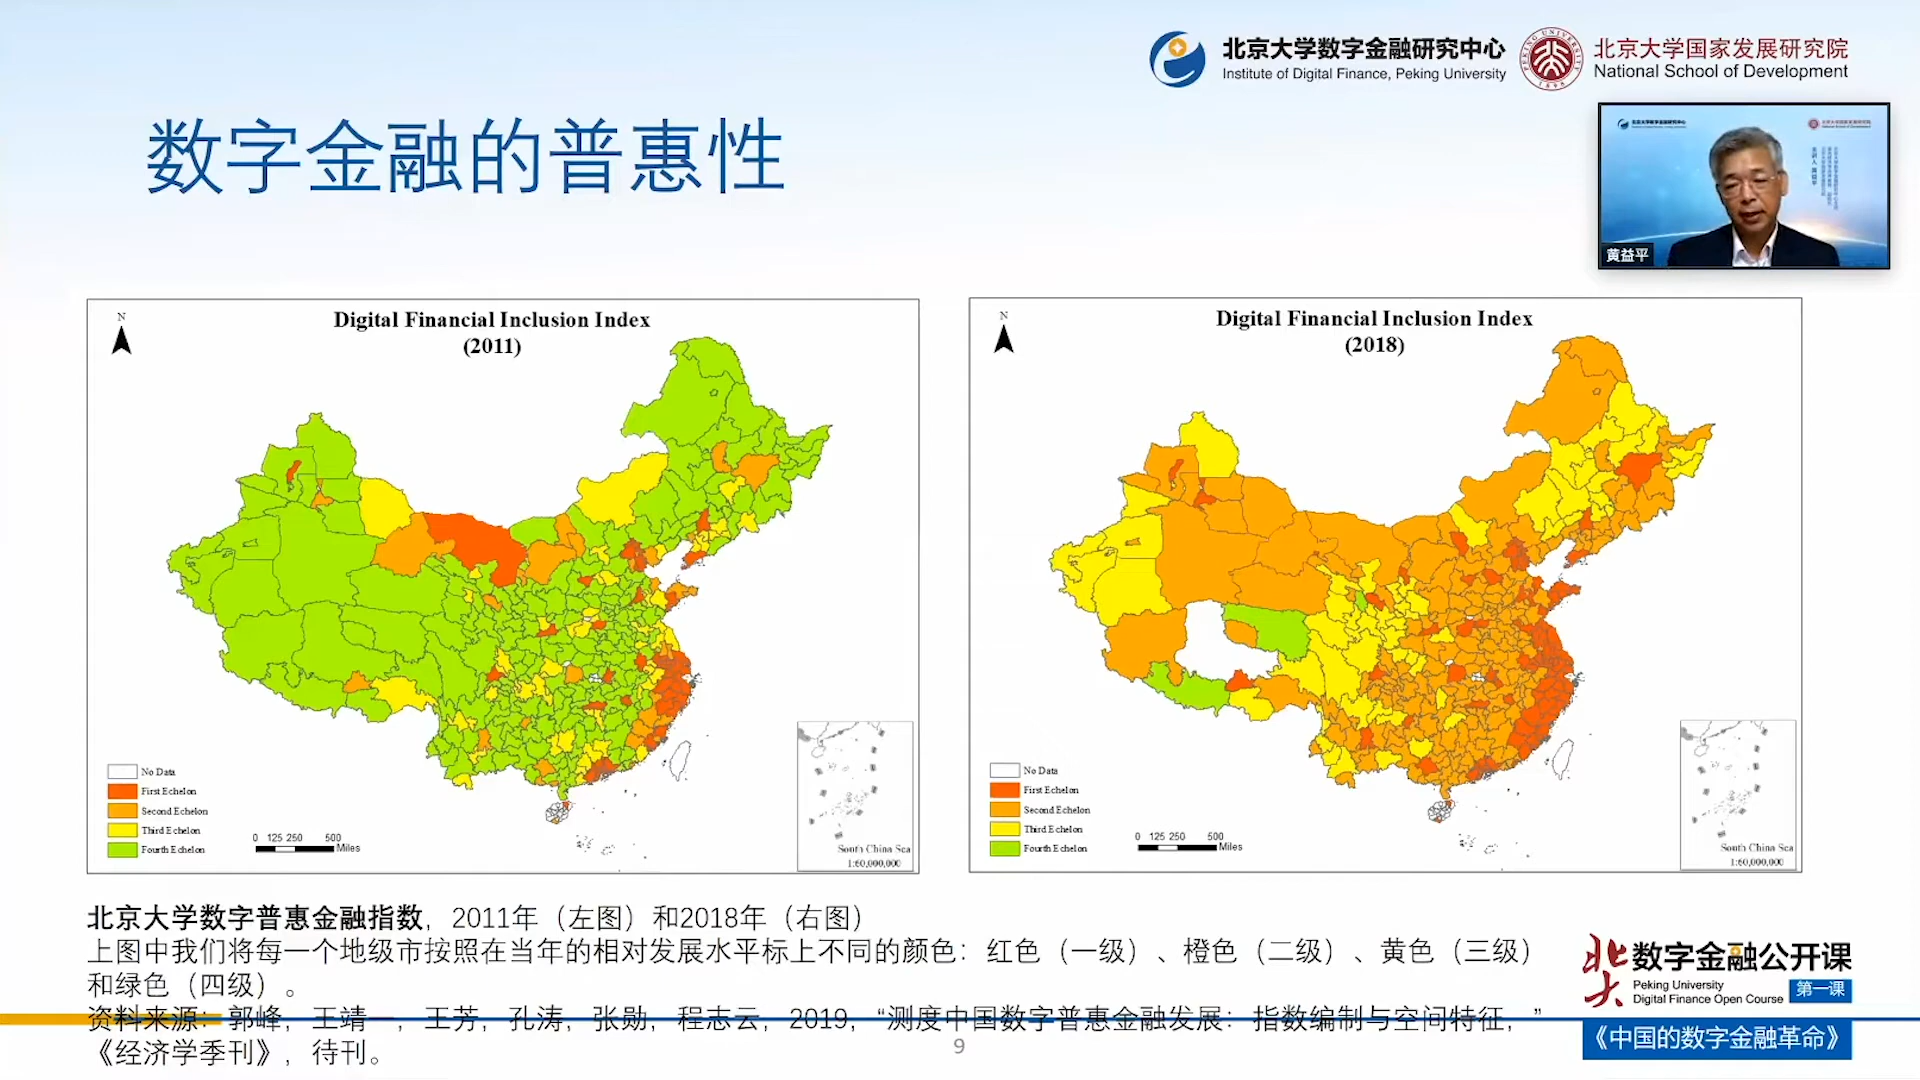 北京大学数字金融研究中心
Institute of Digital Finance, Peking University
北京大学国家发展研究院
National School of Development
数字金融的普惠性
黄益平
N
Digital Financial Inclusion Index
(2011)
No Data
First Echelon
Second Echelon
Third Echelon
Fourth Echelon
0 125 250 500
Miles
South China Sea
1:60,000,000
N
Digital Financial Inclusion Index
(2018)
No Data
First Echelon
Second Echelon
Third Echelon
Fourth Echelon
0 125 250 500
Miles
South China Sea
1:60,000,000
北京大学数字普惠金融指数，2011年（左图）和2018年（右图）
上图中我们将每一个地级市按照在当年的相对发展水平标上不同的颜色：红色（一级）、橙色（二级）、黄色（三级）
和绿色（四级）。
资料来源：郭峰，王靖一，王芳，孔涛，张勋，程志云，2019，“测度中国数字普惠金融发展：指数编制与空间特征，”
《经济学季刊》，待刊。
9
北大 数字金融公开课
Peking University
Digital Finance Open Course 第一课
《中国的数字金融革命》